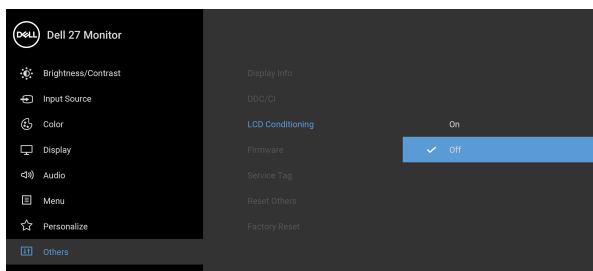 DELL Dell 27 Monitor
Brightness/Contrast
Input Source
Color
Display
Audio
Menu
Personalize
Others
Display Info
DDC/CI
LCD Conditioning
Firmware
Service Tag
Reset Others
Factory Reset
On
Off